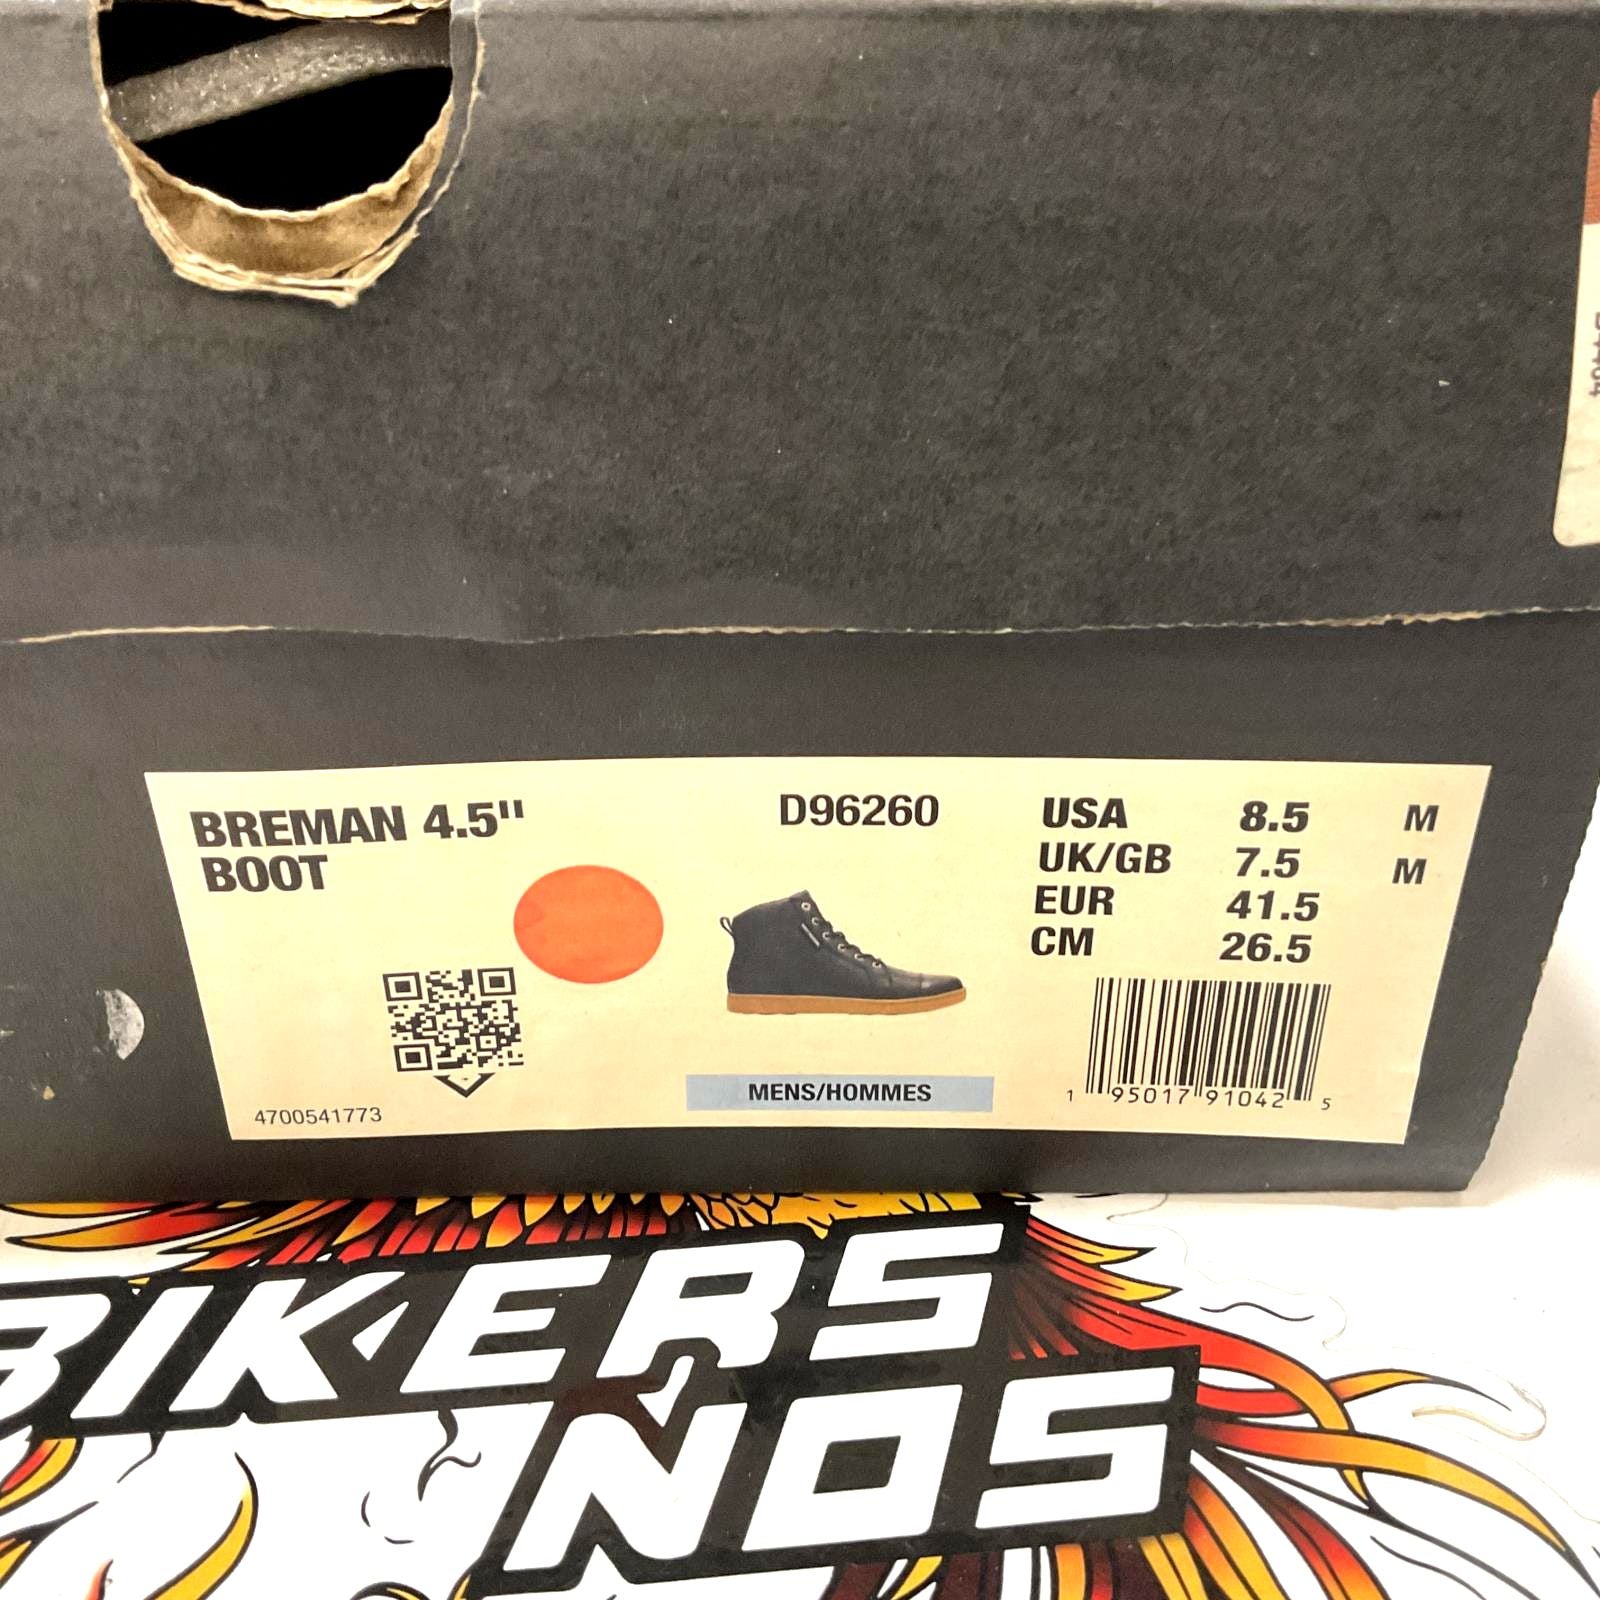 BREMAN 4.5"
BOOT
D96260
USA 8.5 M
UK/GB 7.5 M
EUR 41.5
CM 26.5
4700541773
MENS/HOMMES
1 95017 91042 5
BIKERS
NOS